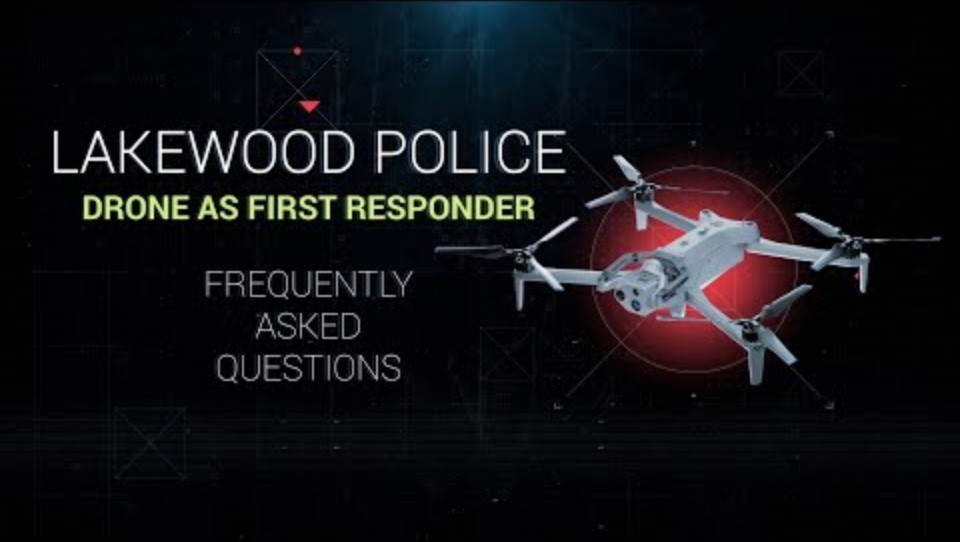 LAKEWOOD POLICE
DRONE AS FIRST RESPONDER
FREQUENTLY
ASKED
QUESTIONS